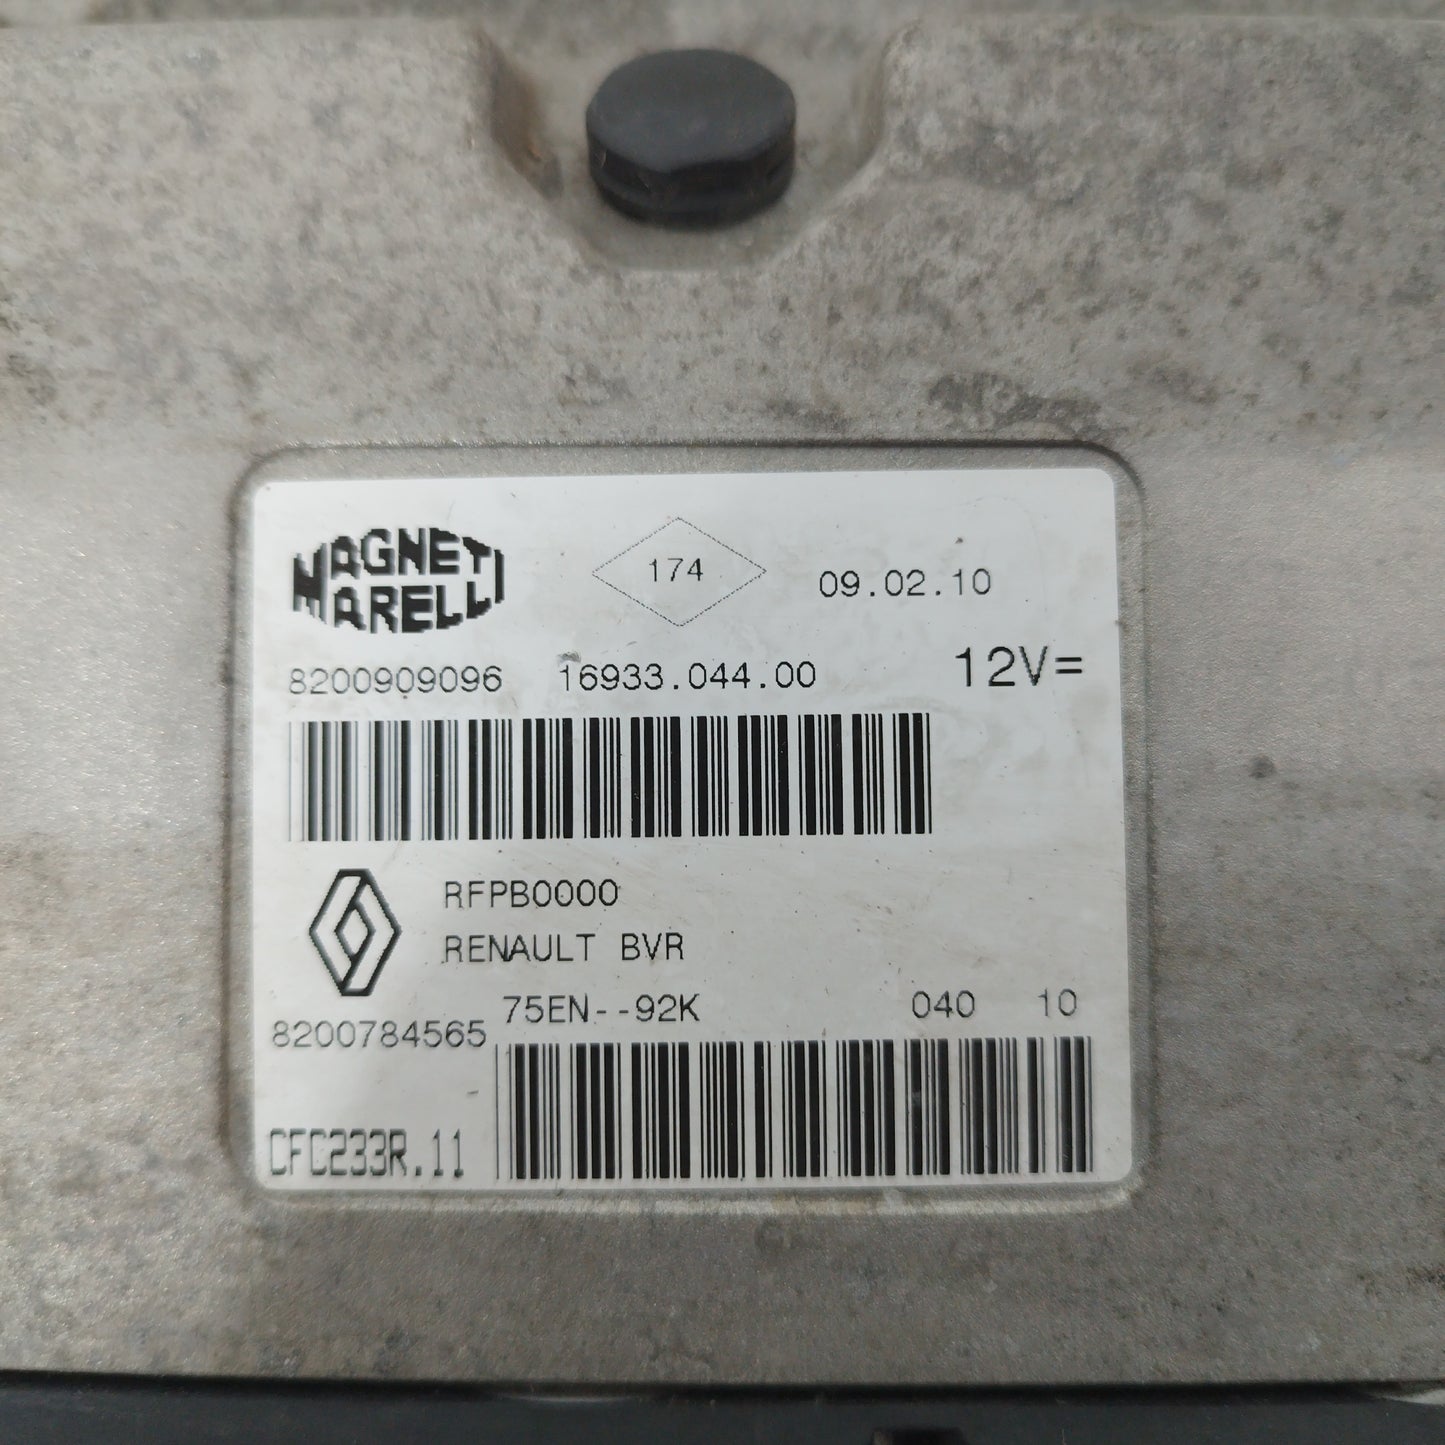 MAGNETI
MARELLI
174
09.02.10
8200909096 16933.044.00 12V=
RFPB0000
RENAULT BVR
75EN--92K 040 10
8200784565
CFC233R.11